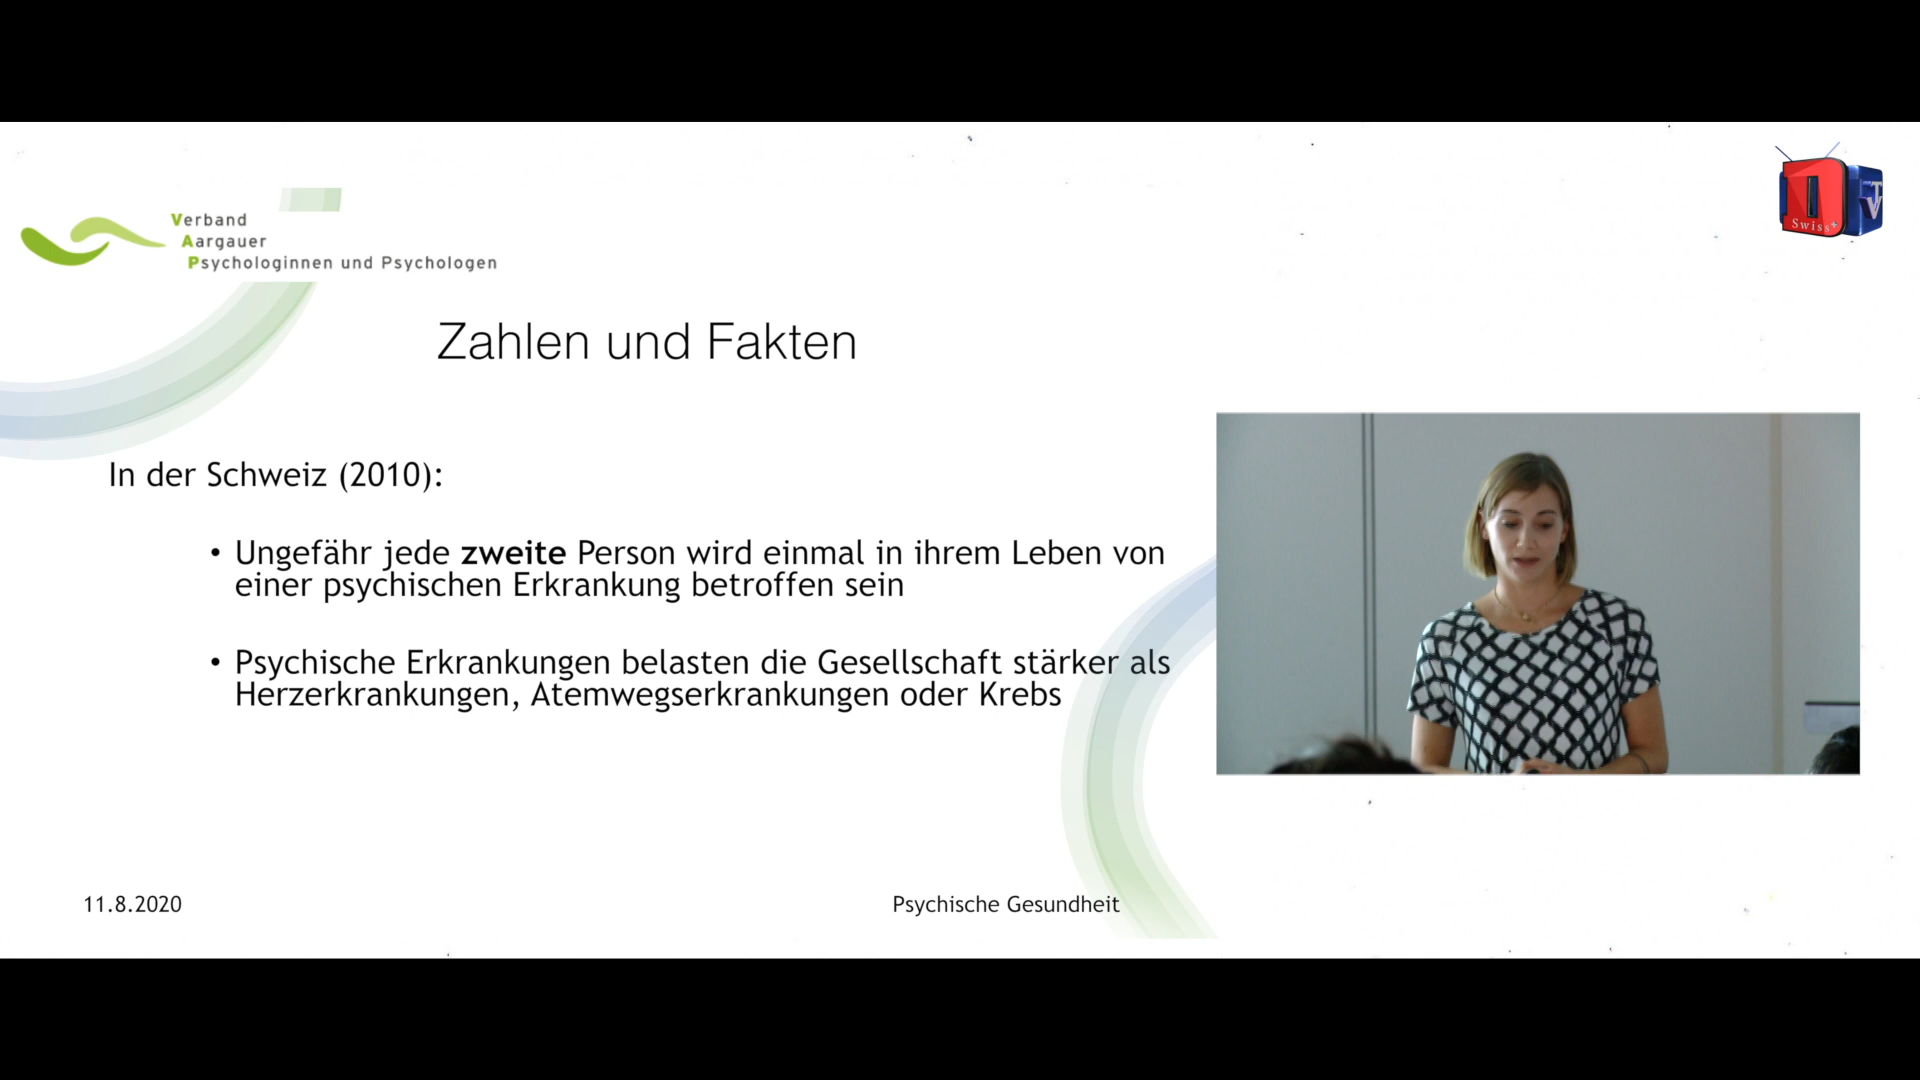 Verband
Aargauer
Psychologinnen und Psychologen
Swiss+
TV
Zahlen und Fakten
In der Schweiz (2010):
• Ungefähr jede zweite Person wird einmal in ihrem Leben von
einer psychischen Erkrankung betroffen sein
• Psychische Erkrankungen belasten die Gesellschaft stärker als
Herzerkrankungen, Atemwegserkrankungen oder Krebs
11.8.2020
Psychische Gesundheit